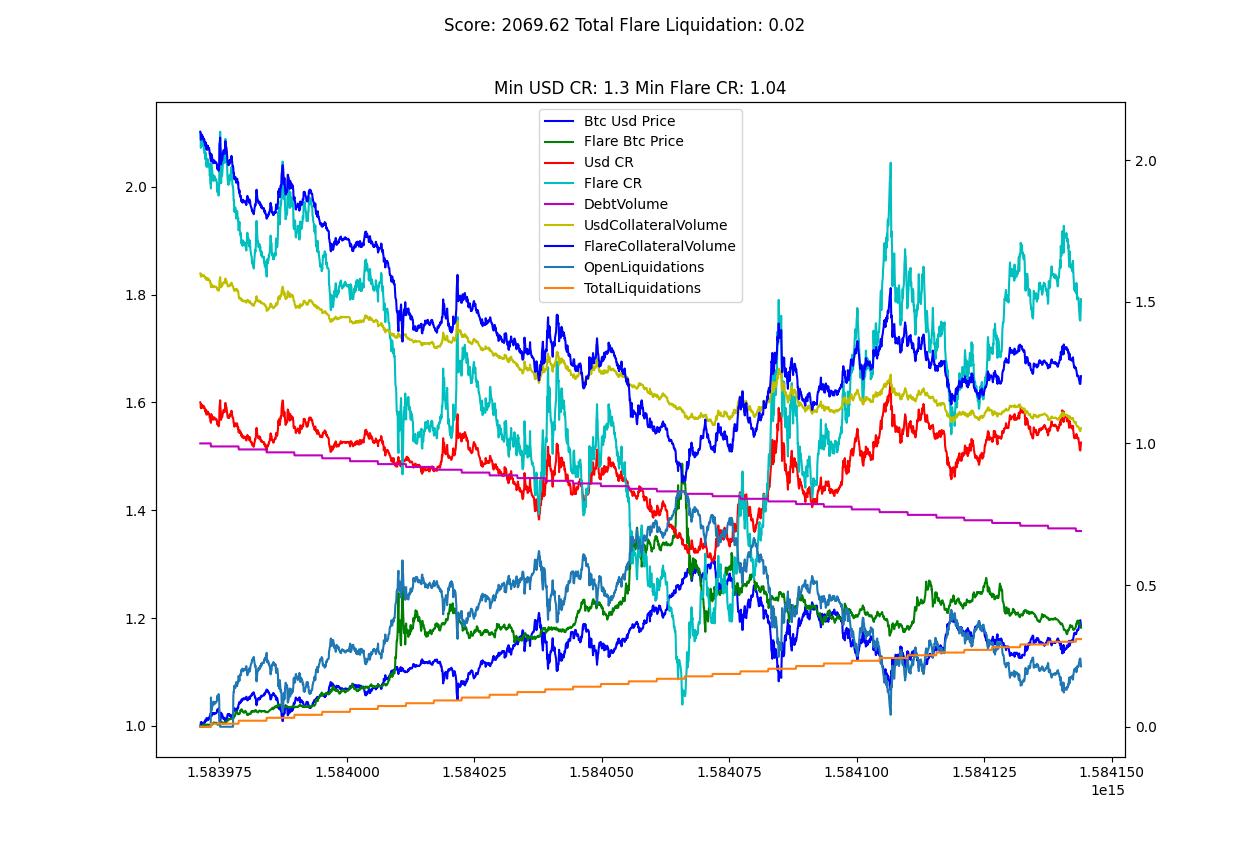 Score: 2069.62 Total Flare Liquidation: 0.02
Min USD CR: 1.3 Min Flare CR: 1.04
Btc Usd Price
Flare Btc Price
Usd CR
Flare CR
DebtVolume
UsdCollateralVolume
FlareCollateralVolume
OpenLiquidations
TotalLiquidations
2.0
1.8
1.6
1.4
1.2
1.0
2.0
1.5
1.0
0.5
0.0
1.583975 1.584000 1.584025 1.584050 1.584075 1.584100 1.584125 1.584150
1e15